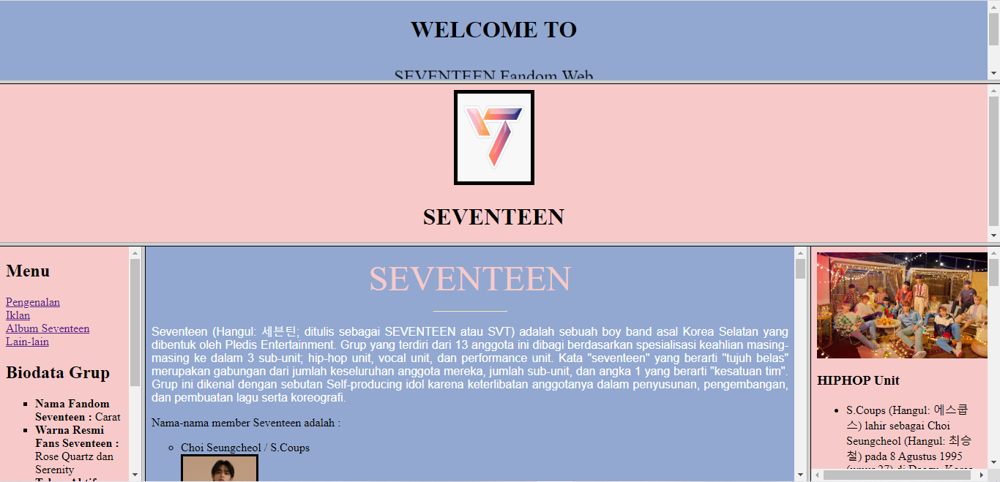 WELCOME TO
SEVENTEEN Fandom Web
SEVENTEEN
Menu
Pengenalan
Iklan
Album Seventeen
Lain-lain
Biodata Grup
Nama Fandom
Seventeen : Carat
Warna Resmi
Fans Seventeen :
Rose Quartz dan
Serenity
SEVENTEEN
Seventeen (Hangul: 세븐틴; ditulis sebagai SEVENTEEN atau SVT) adalah sebuah boy band asal Korea Selatan yang
dibentuk oleh Pledis Entertainment. Grup yang terdiri dari 13 anggota ini dibagi berdasarkan spesialisasi keahlian masing-
masing ke dalam 3 sub-unit; hip-hop unit, vocal unit, dan performance unit. Kata "seventeen" yang berarti "tujuh belas"
merupakan gabungan dari jumlah keseluruhan anggota mereka, jumlah sub-unit, dan angka 1 yang berarti "kesatuan tim".
Grup ini dikenal dengan sebutan Self-producing idol karena keterlibatan anggotanya dalam penyusunan, pengembangan,
dan pembuatan lagu serta koreografi.
Nama-nama member Seventeen adalah :
Choi Seungcheol / S.Coups
HIPHOP Unit
S.Coups (Hangul: 에스쿱
스) lahir sebagai Choi
Seungcheol (Hangul: 최승
철) pada 8 Agustus 1995